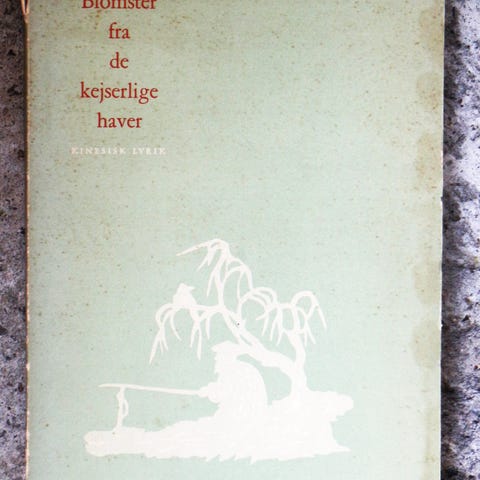 Blomster
fra
de
kejserlige
haver
KINESISK LYRIK